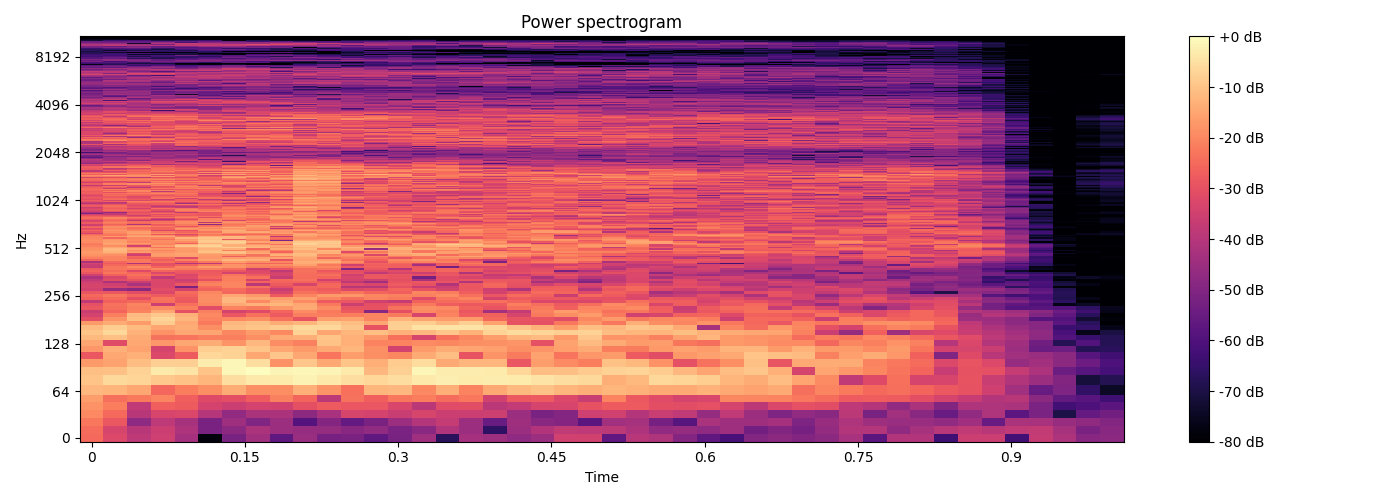 Power spectrogram
Hz
8192
4096
2048
1024
512
256
128
64
0
0 0.15 0.3 0.45 0.6 0.75 0.9
Time
+0 dB
-10 dB
-20 dB
-30 dB
-40 dB
-50 dB
-60 dB
-70 dB
-80 dB